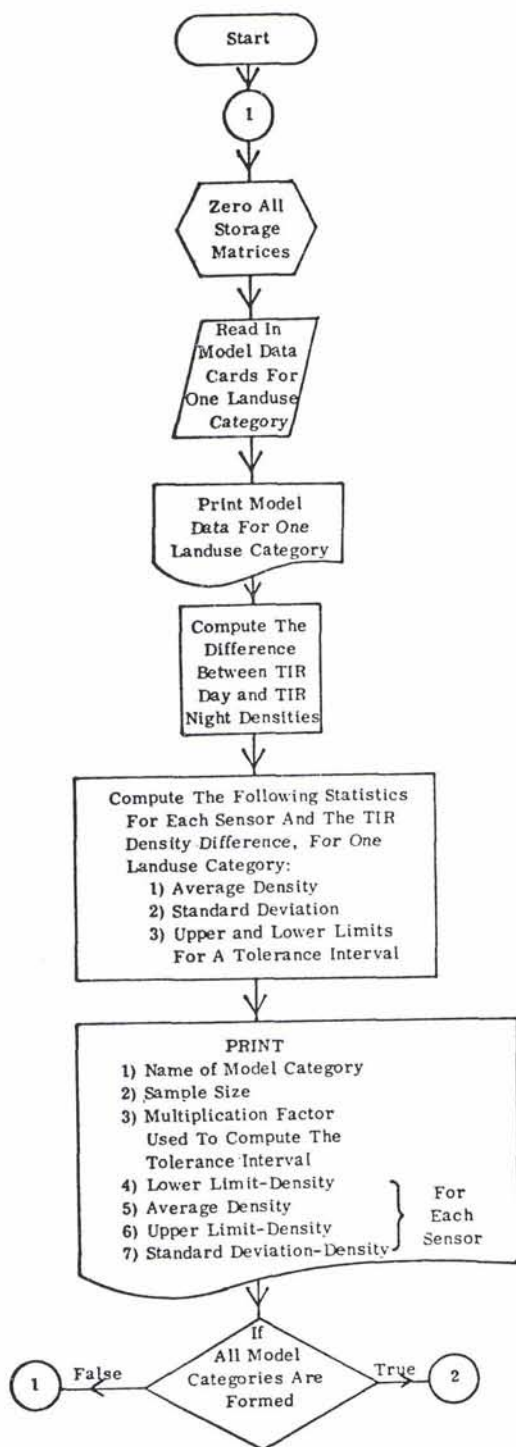 Start
1
Zero All
Storage
Matrices
Read In
Model Data
Cards For
One Landuse
Category
Print Model
Data For One
Landuse Category
Compute The
Difference
Between TIR
Day and TIR
Night Densities
Compute The Following Statistics
For Each Sensor And The TIR
Density Difference, For One
Landuse Category:
1) Average Density
2) Standard Deviation
3) Upper and Lower Limits
For A Tolerance Interval
PRINT
1) Name of Model Category
2) Sample Size
3) Multiplication Factor
Used To Compute The
Tolerance Interval
4) Lower Limit-Density
5) Average Density
6) Upper Limit-Density
7) Standard Deviation-Density
For
Each
Sensor
If
All Model
Categories Are
Formed
False
1
True
2